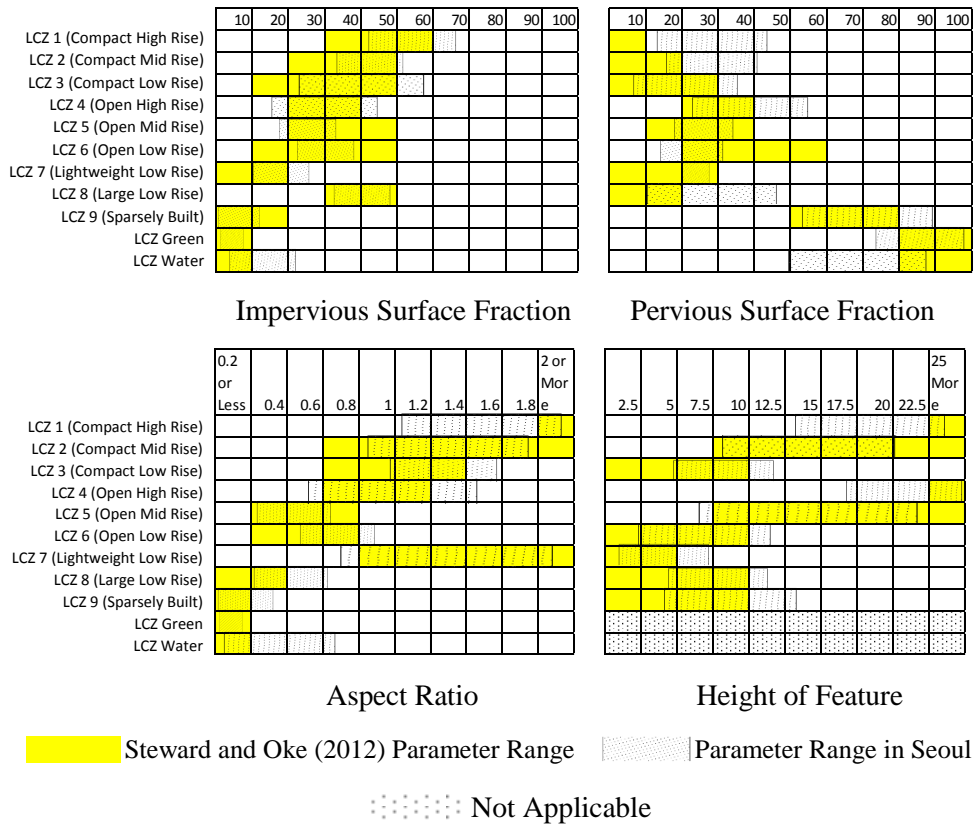 10 20 30 40 50 60 70 80 90 100 10 20 30 40 50 60 70 80 90 100
LCZ 1 (Compact High Rise)
LCZ 2 (Compact Mid Rise)
LCZ 3 (Compact Low Rise)
LCZ 4 (Open High Rise)
LCZ 5 (Open Mid Rise)
LCZ 6 (Open Low Rise)
LCZ 7 (Lightweight Low Rise)
LCZ 8 (Large Low Rise)
LCZ 9 (Sparsely Built)
LCZ Green
LCZ Water
Impervious Surface Fraction Pervious Surface Fraction
0.2 2 or 25
or Mor Mor
Less 0.4 0.6 0.8 1 1.2 1.4 1.6 1.8 e 2.5 5 7.5 10 12.5 15 17.5 20 22.5 e
LCZ 1 (Compact High Rise)
LCZ 2 (Compact Mid Rise)
LCZ 3 (Compact Low Rise)
LCZ 4 (Open High Rise)
LCZ 5 (Open Mid Rise)
LCZ 6 (Open Low Rise)
LCZ 7 (Lightweight Low Rise)
LCZ 8 (Large Low Rise)
LCZ 9 (Sparsely Built)
LCZ Green
LCZ Water
Aspect Ratio Height of Feature
Steward and Oke (2012) Parameter Range Parameter Range in Seoul
Not Applicable